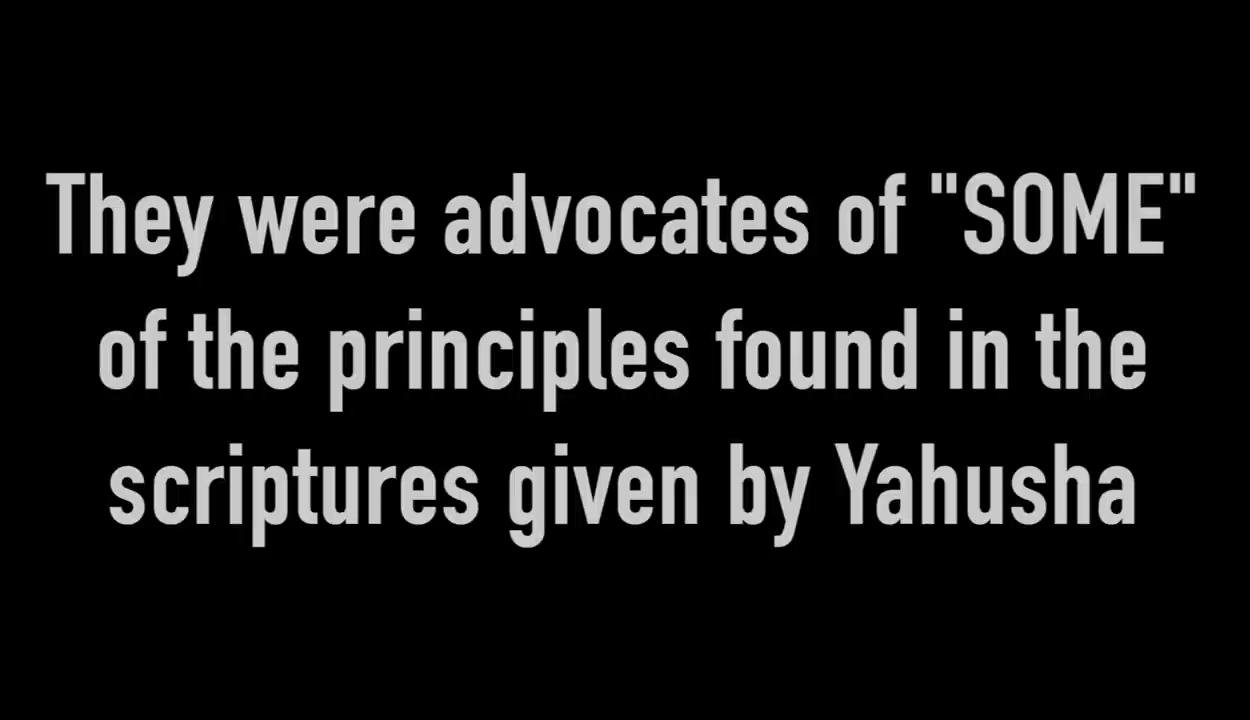 They were advocates of "SOME"
of the principles found in the
scriptures given by Yahusha